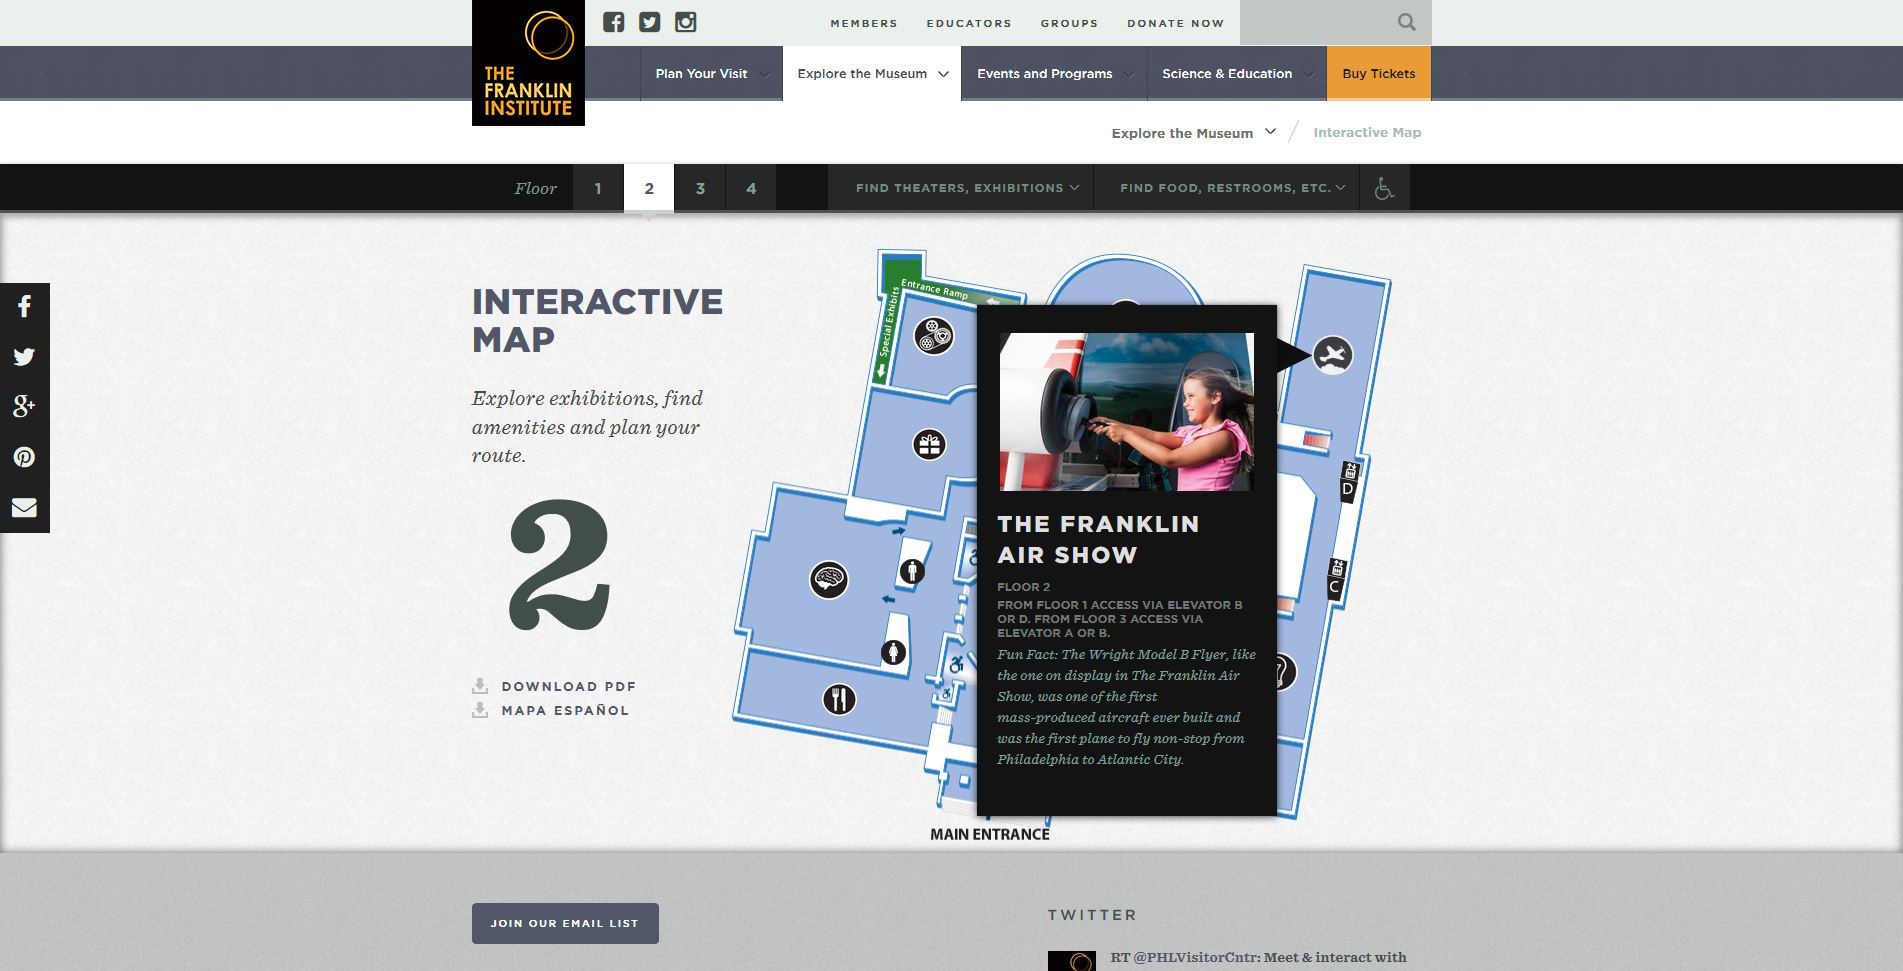 MEMBERS EDUCATORS GROUPS DONATE NOW
THE
FRANKLIN
INSTITUTE
Plan Your Visit Explore the Museum Events and Programs Science & Education Buy Tickets
Explore the Museum Interactive Map
Floor 1 2 3 4 FIND THEATERS, EXHIBITIONS FIND FOOD, RESTROOMS, ETC.
INTERACTIVE
MAP
Explore exhibitions, find
amenities and plan your
route.
2
DOWNLOAD PDF
MAPA ESPAÑOL
Entrance Ramp
Special Exhibits
D
C
THE FRANKLIN
AIR SHOW
FLOOR 2
FROM FLOOR 1 ACCESS VIA ELEVATOR B
OR D. FROM FLOOR 3 ACCESS VIA
ELEVATOR A OR B.
Fun Fact: The Wright Model B Flyer, like
the one on display in The Franklin Air
Show, was one of the first
mass-produced aircraft ever built and
was the first plane to fly non-stop from
Philadelphia to Atlantic City.
MAIN ENTRANCE
JOIN OUR EMAIL LIST
TWITTER
RT @PHLVisitorCntr: Meet & interact with